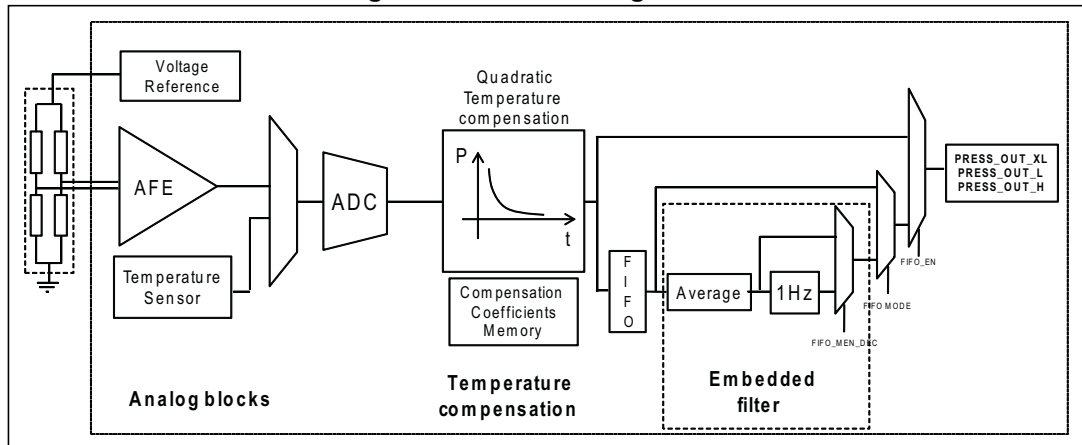 Voltage
Reference
AFE
Temperature
Sensor
ADC
Quadratic
Temperature
compensation
P
t
Compensation
Coefficients
Memory
F
I
F
O
Average
1Hz
FIFO_MEN_DEC
FIFO MODE
FIFO_EN
PRESS_OUT_XL
PRESS_OUT_L
PRESS_OUT_H
Analog blocks
Temperature
compensation
Embedded
filter